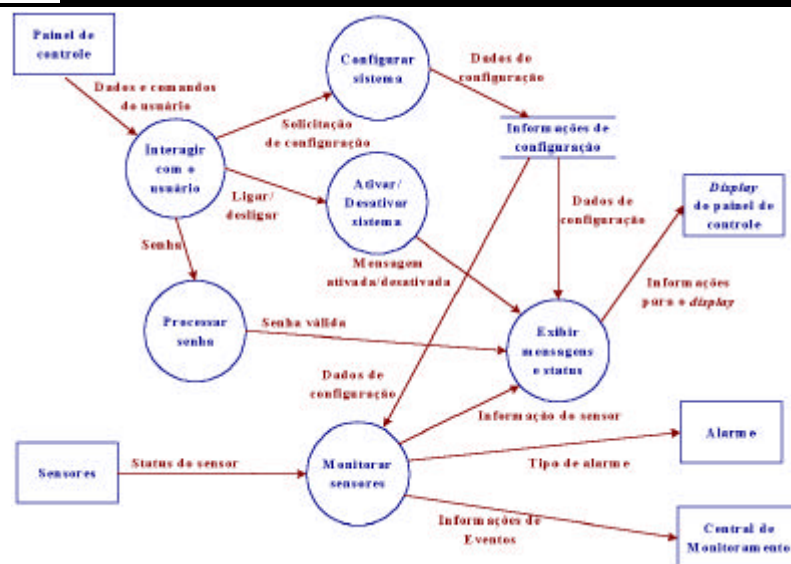 Painel de
controle
Configurar
sistema
Dados de
configuração
Dados e comandos
do usuário
Solicitação
de configuração
Informações de
configuração
Interagir
com o
usuário
Ativar/
Desativar
sistema
Ligar/
desligar
Dados de
configuração
Display
do painel de
controle
Senha
Mensagem
ativada/desativada
Informações
para o display
Processar
senha
Senha válida
Exibir
mensagens
e status
Dados de
configuração
Informação do sensor
Alarme
Sensores
Status do sensor
Monitorar
sensores
Tipo de alarme
Informações de
Eventos
Central de
Monitoramento